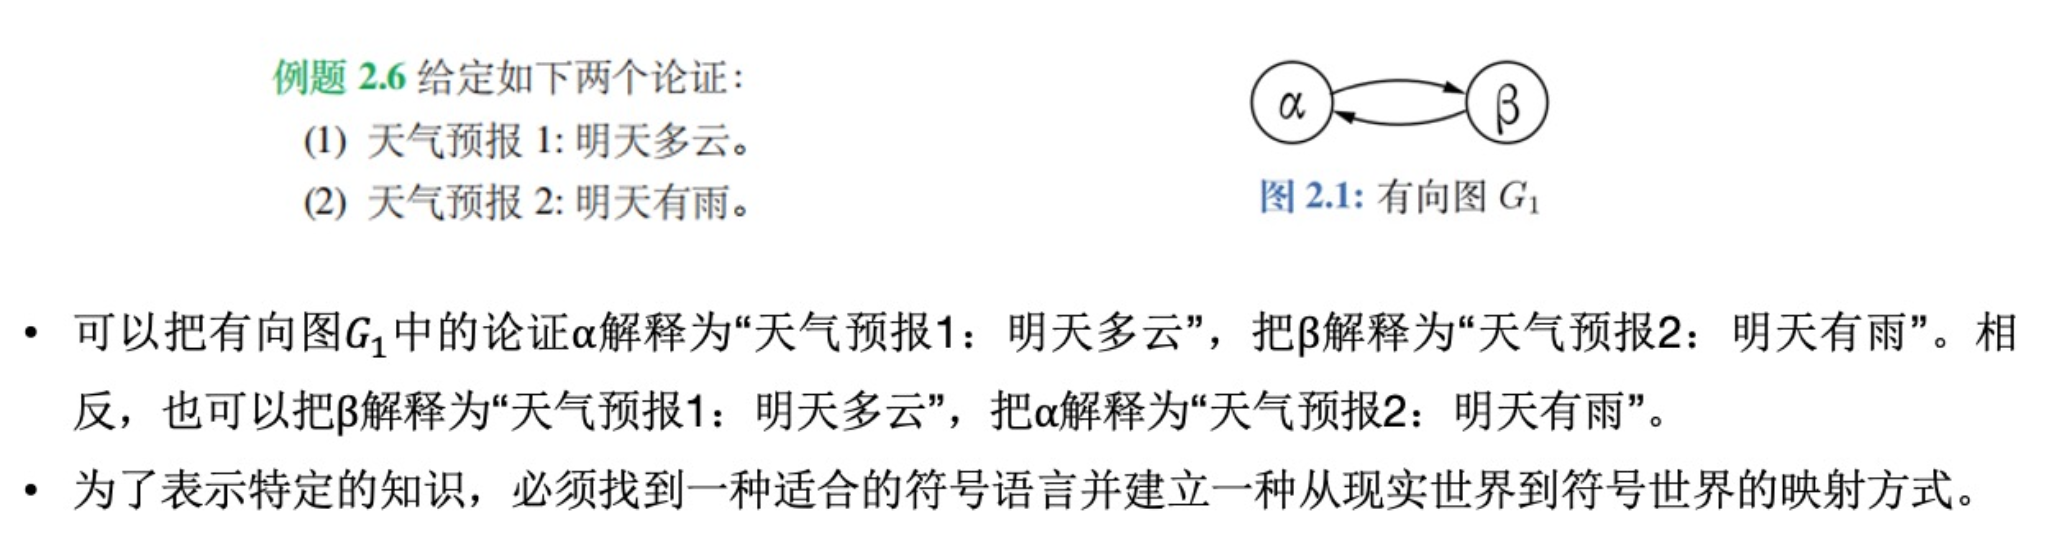 例题 2.6 给定如下两个论证：
(1) 天气预报 1: 明天多云。
(2) 天气预报 2: 明天有雨。
α β
图 2.1: 有向图 G₁
• 可以把有向图G₁中的论证α解释为“天气预报1：明天多云”，把β解释为“天气预报2：明天有雨”。相
反，也可以把β解释为“天气预报1：明天多云”，把α解释为“天气预报2：明天有雨”。
• 为了表示特定的知识，必须找到一种适合的符号语言并建立一种从现实世界到符号世界的映射方式。